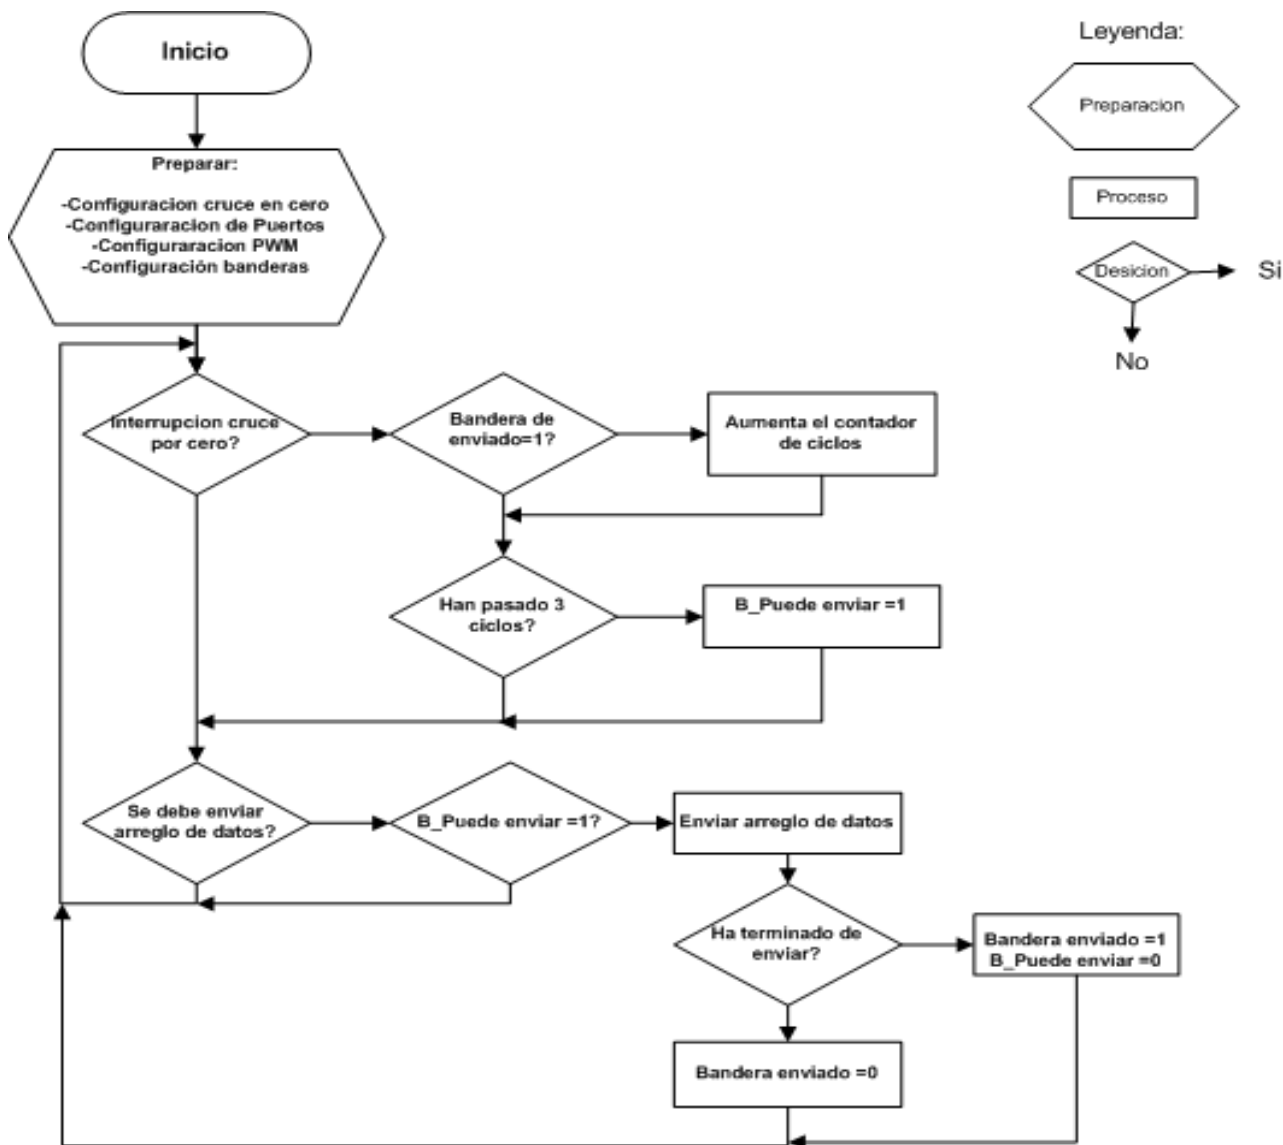 Inicio
Leyenda:
Preparacion
Proceso
Desicion
Si
No
Preparar:
-Configuracion cruce en cero
-Configuraracion de Puertos
-Configuraracion PWM
-Configuración banderas
Interrupcion cruce
por cero?
Bandera de
enviado=1?
Aumenta el contador
de ciclos
Han pasado 3
ciclos?
B_Puede enviar =1
Se debe enviar
arreglo de datos?
B_Puede enviar =1?
Enviar arreglo de datos
Ha terminado de
enviar?
Bandera enviado =1
B_Puede enviar =0
Bandera enviado =0